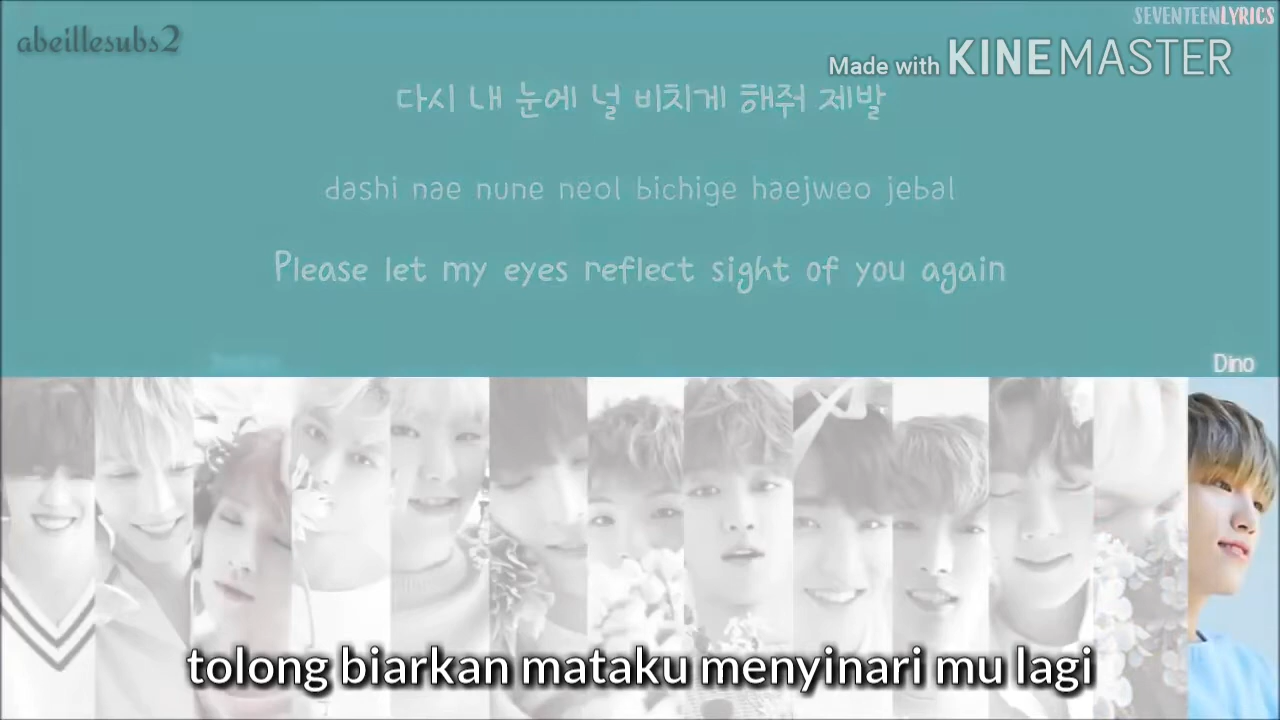 SEVENTEENLYRICS
abeillesubs2
Made with KINEMASTER
다시 내 눈에 널 비치게 해줘 제발
dashi nae nune neol bichige haejweo jebal
Please let my eyes reflect sight of you again
Dino
tolong biarkan mataku menyinari mu lagi